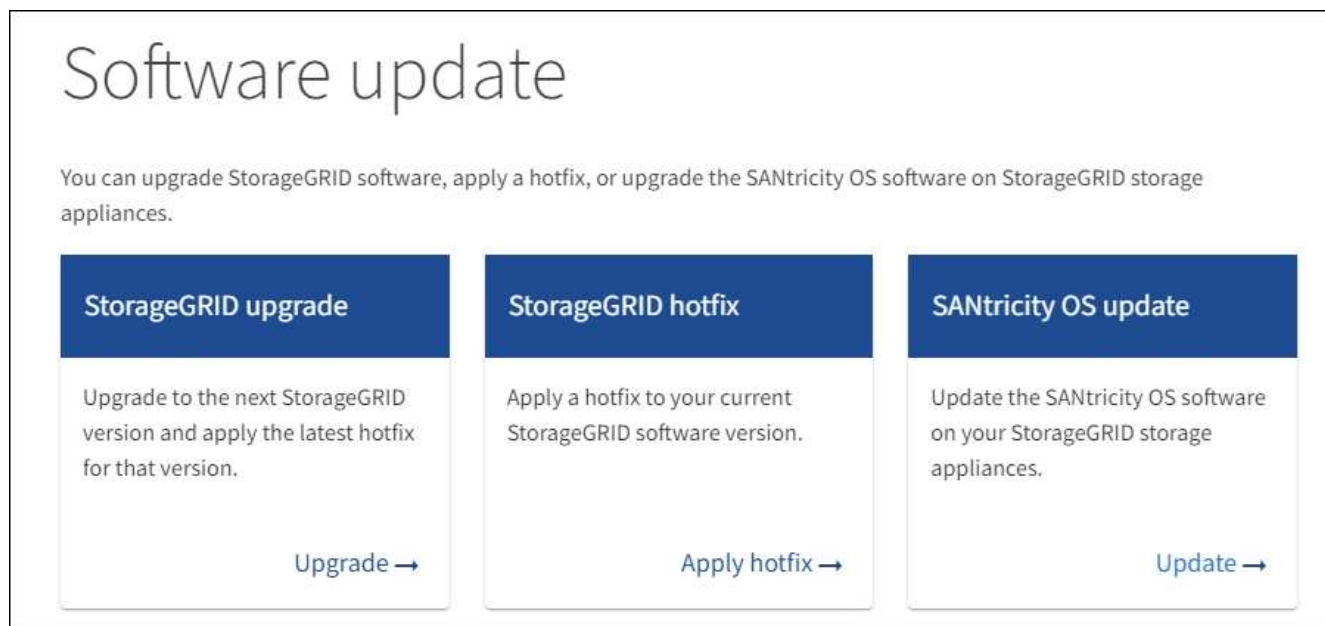 Software update
You can upgrade StorageGRID software, apply a hotfix, or upgrade the SANtricity OS software on StorageGRID storage
appliances.
StorageGRID upgrade
Upgrade to the next StorageGRID
version and apply the latest hotfix
for that version.
Upgrade →
StorageGRID hotfix
Apply a hotfix to your current
StorageGRID software version.
Apply hotfix →
SANtricity OS update
Update the SANtricity OS software
on your StorageGRID storage
appliances.
Update →